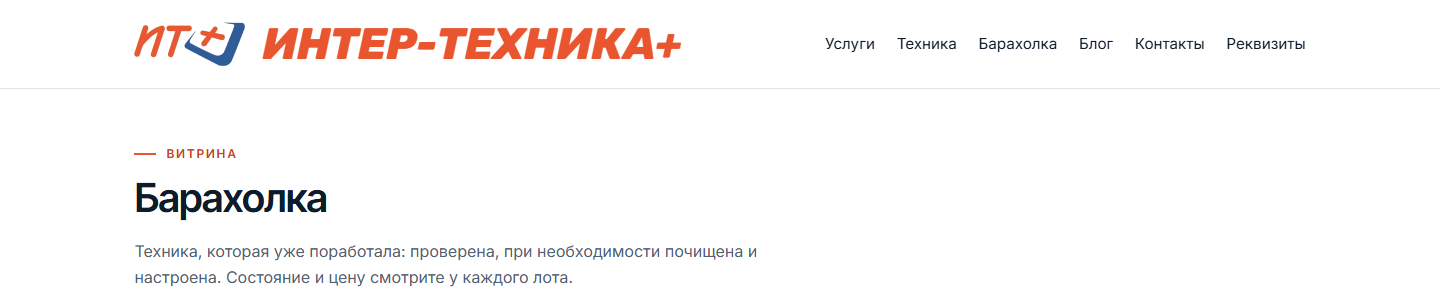 ИТ+ ИНТЕР-ТЕХНИКА+
Услуги Техника Барахолка Блог Контакты Реквизиты
ВИТРИНА
Барахолка
Техника, которая уже поработала: проверена, при необходимости почищена и
настроена. Состояние и цену смотрите у каждого лота.